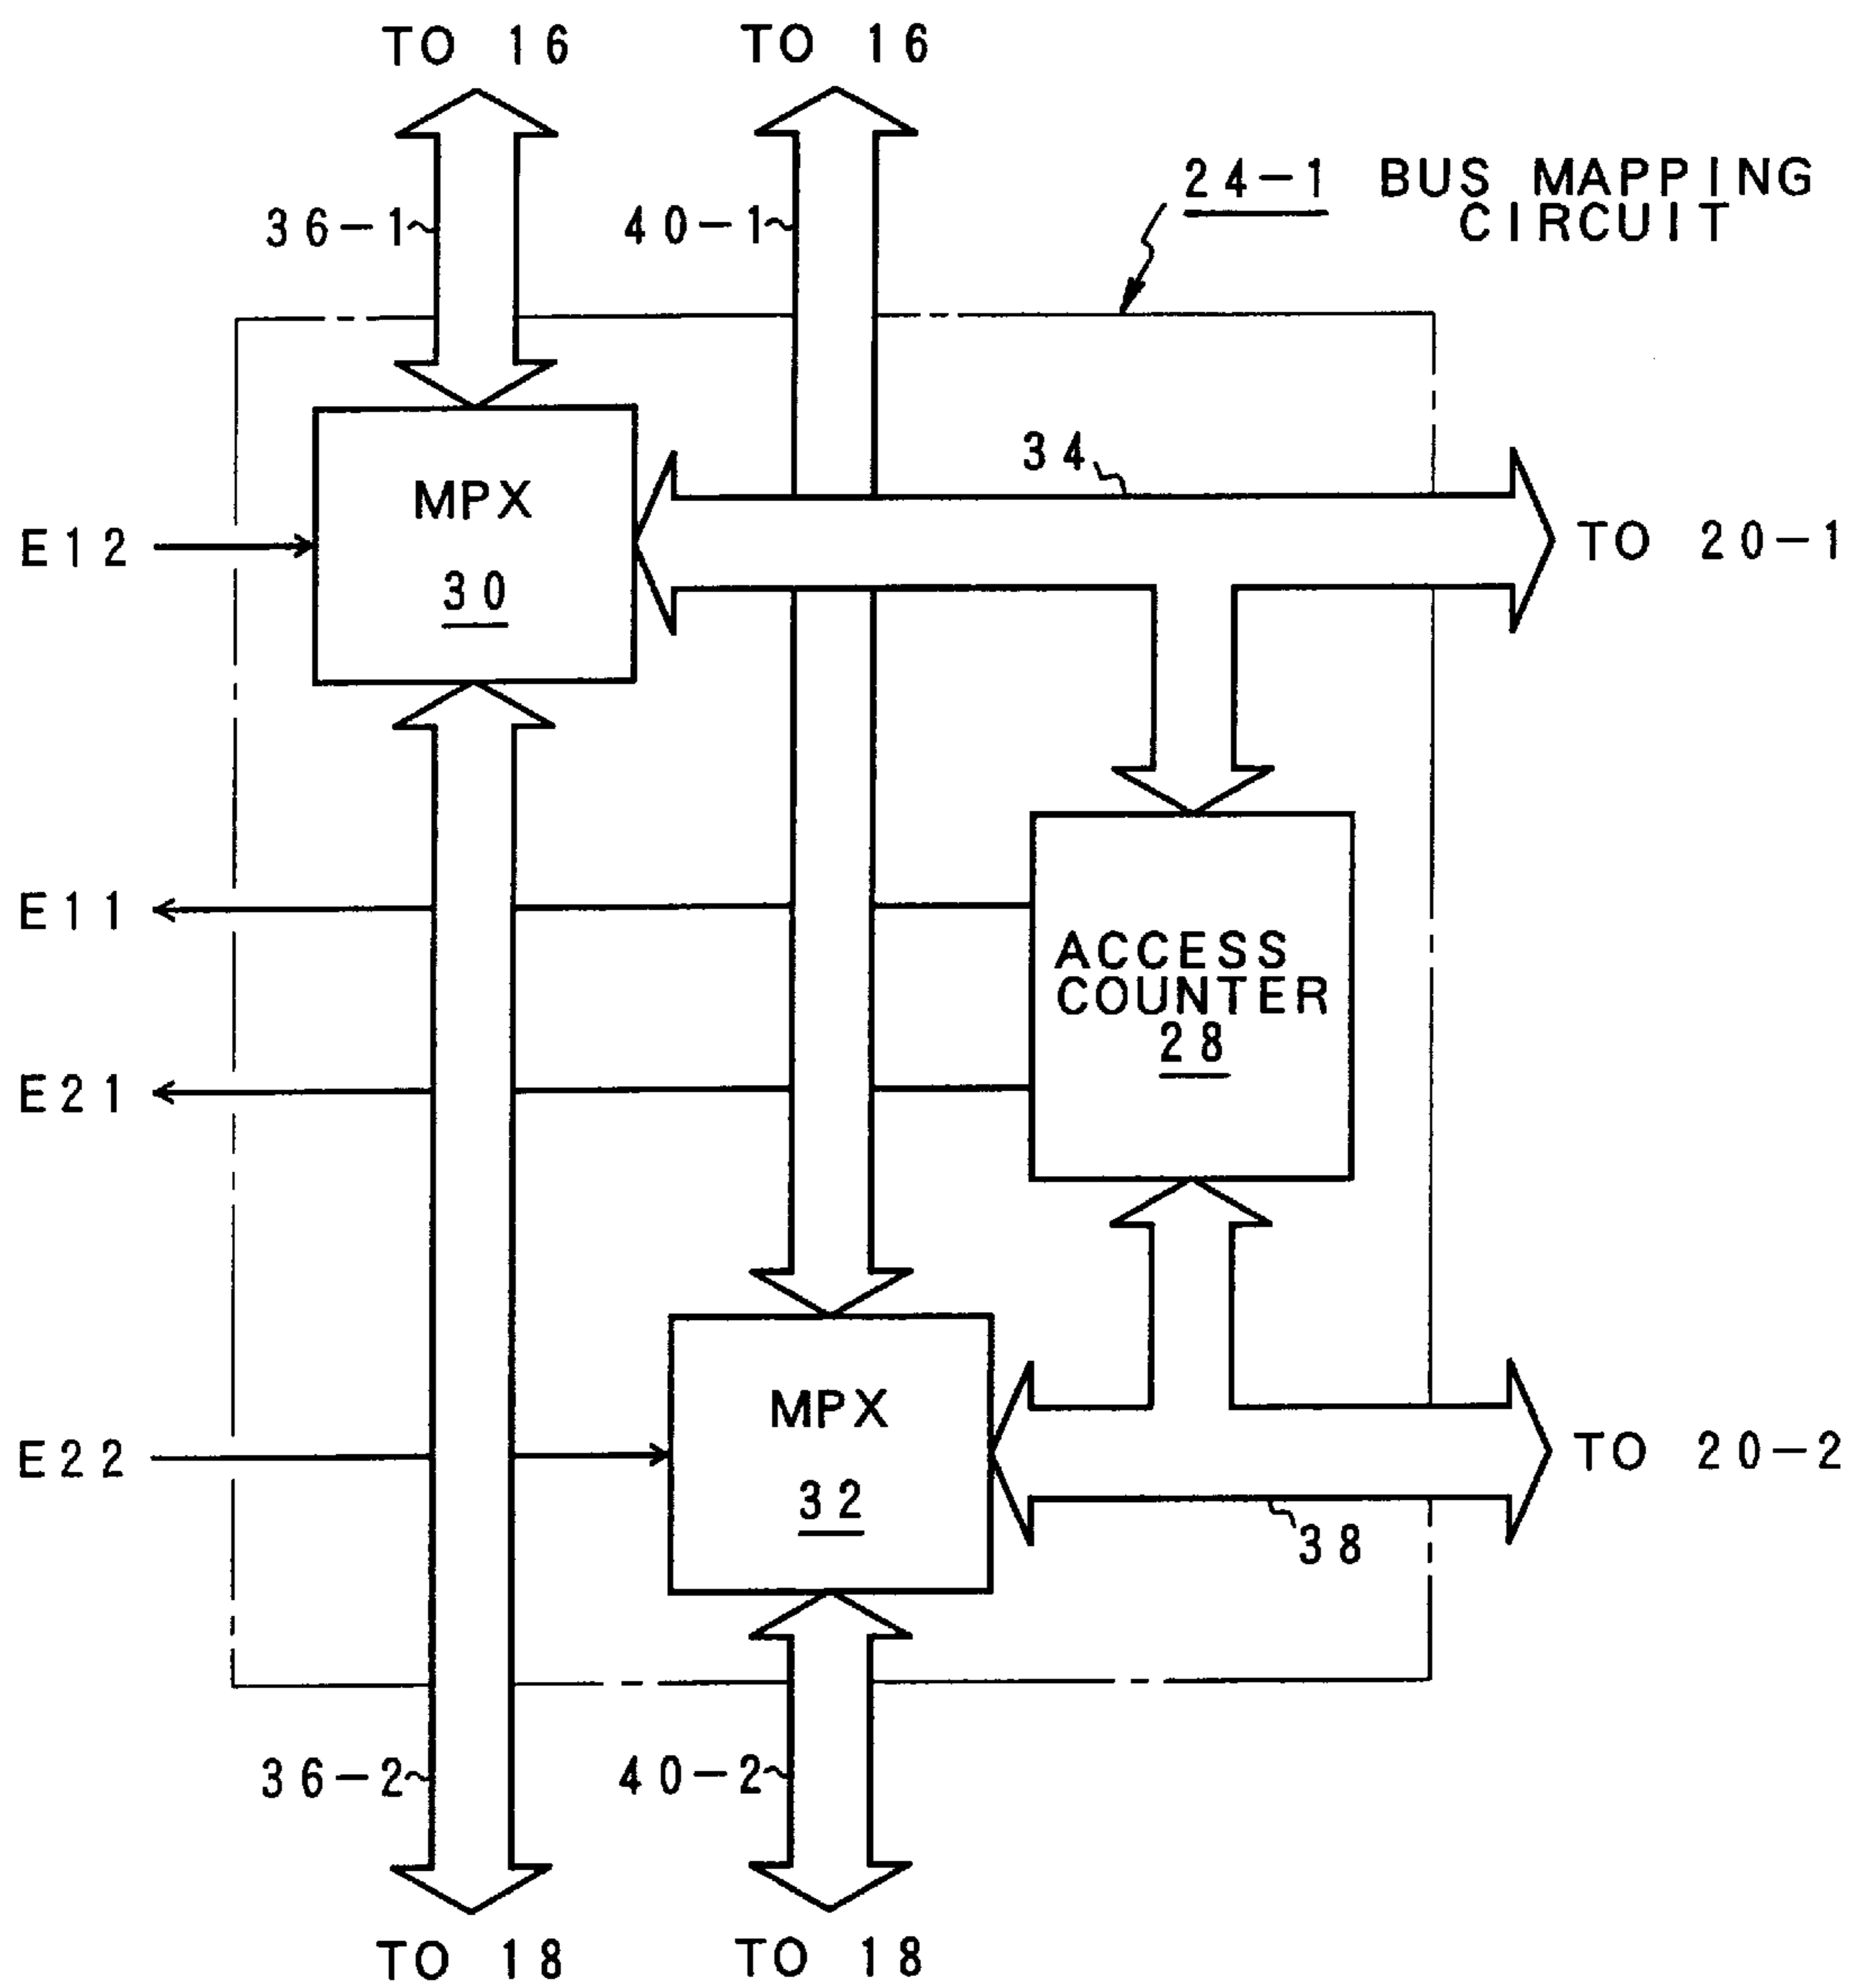 TO 16
TO 16
24-1 BUS MAPPING
CIRCUIT
36-1
40-1
34
MPX
30
E12
TO 20-1
E11
ACCESS
COUNTER
28
E21
MPX
32
E22
TO 20-2
38
36-2
40-2
TO 18
TO 18